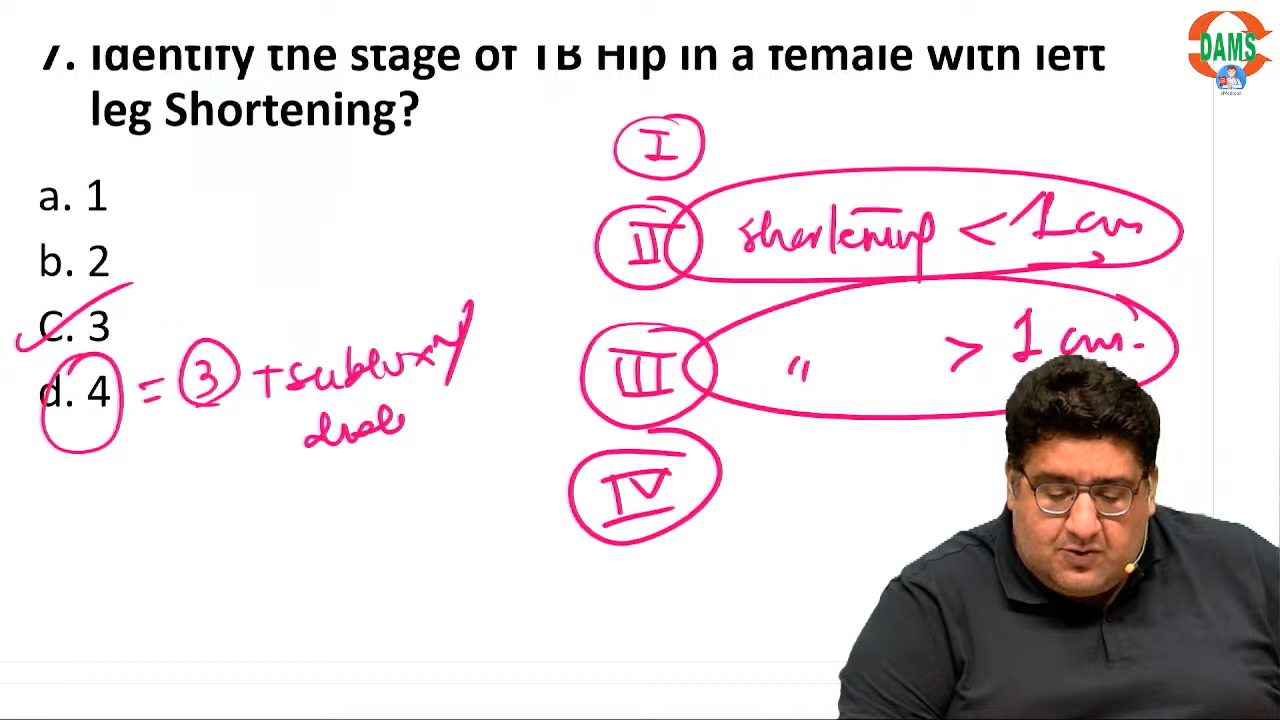 7. Identify the stage of TB Hip in a female with left
leg Shortening?
a. 1
b. 2
C. 3
d. 4
= 3 + subluxn/
I
II shortening < 1 cm
III " > 1 cm.
IV
DAMS
eMedicoz